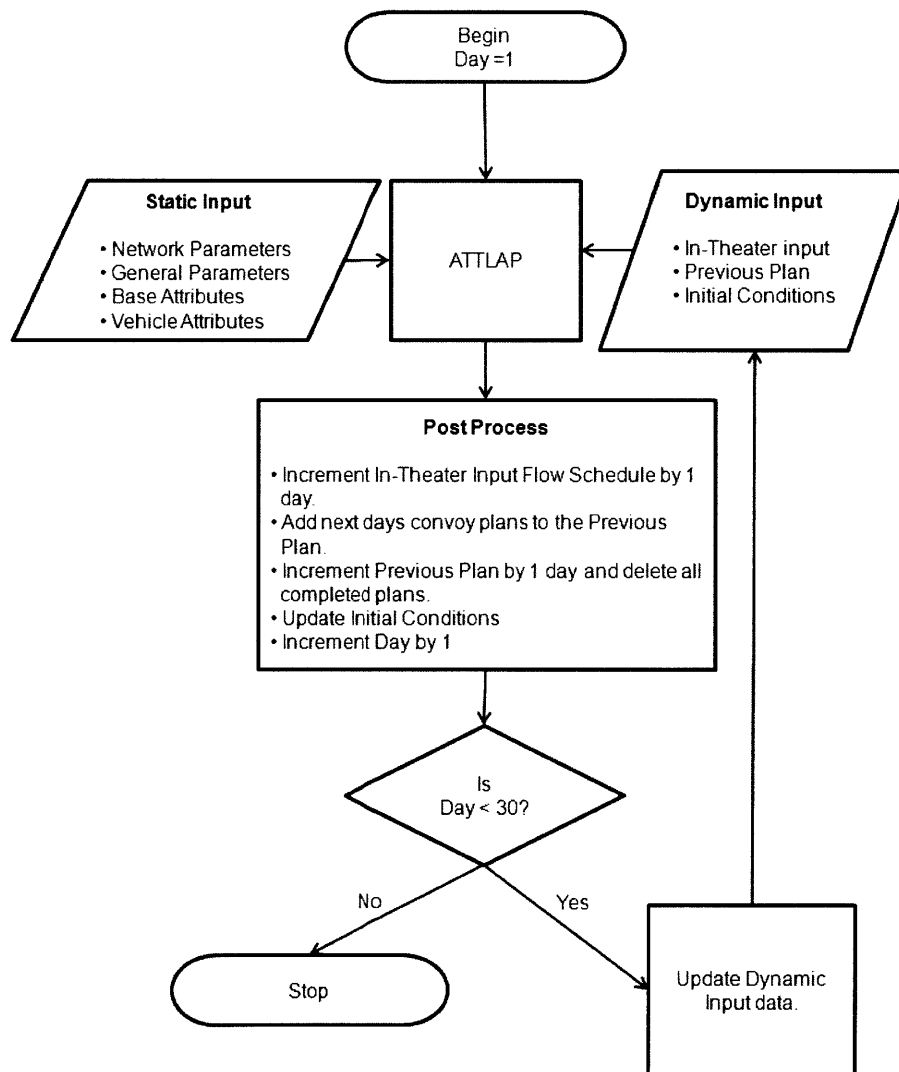 Begin
Day =1
Static Input
• Network Parameters
• General Parameters
• Base Attributes
• Vehicle Attributes
ATTLAP
Dynamic Input
• In-Theater input
• Previous Plan
• Initial Conditions
Post Process
• Increment In-Theater Input Flow Schedule by 1
day.
• Add next days convoy plans to the Previous
Plan.
• Increment Previous Plan by 1 day and delete all
completed plans.
• Update Initial Conditions
• Increment Day by 1
Is
Day < 30?
No
Yes
Stop
Update Dynamic
Input data.